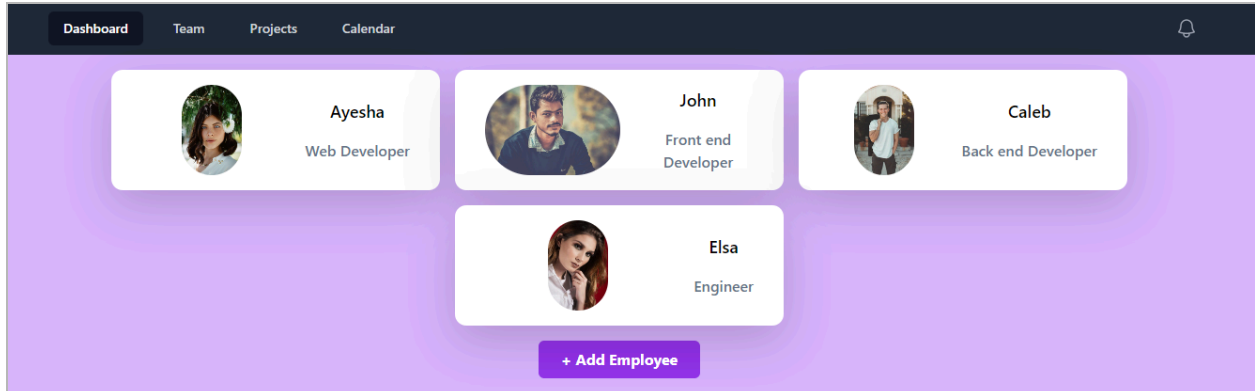 Dashboard Team Projects Calendar
Ayesha
Web Developer
John
Front end
Developer
Caleb
Back end Developer
Elsa
Engineer
+ Add Employee